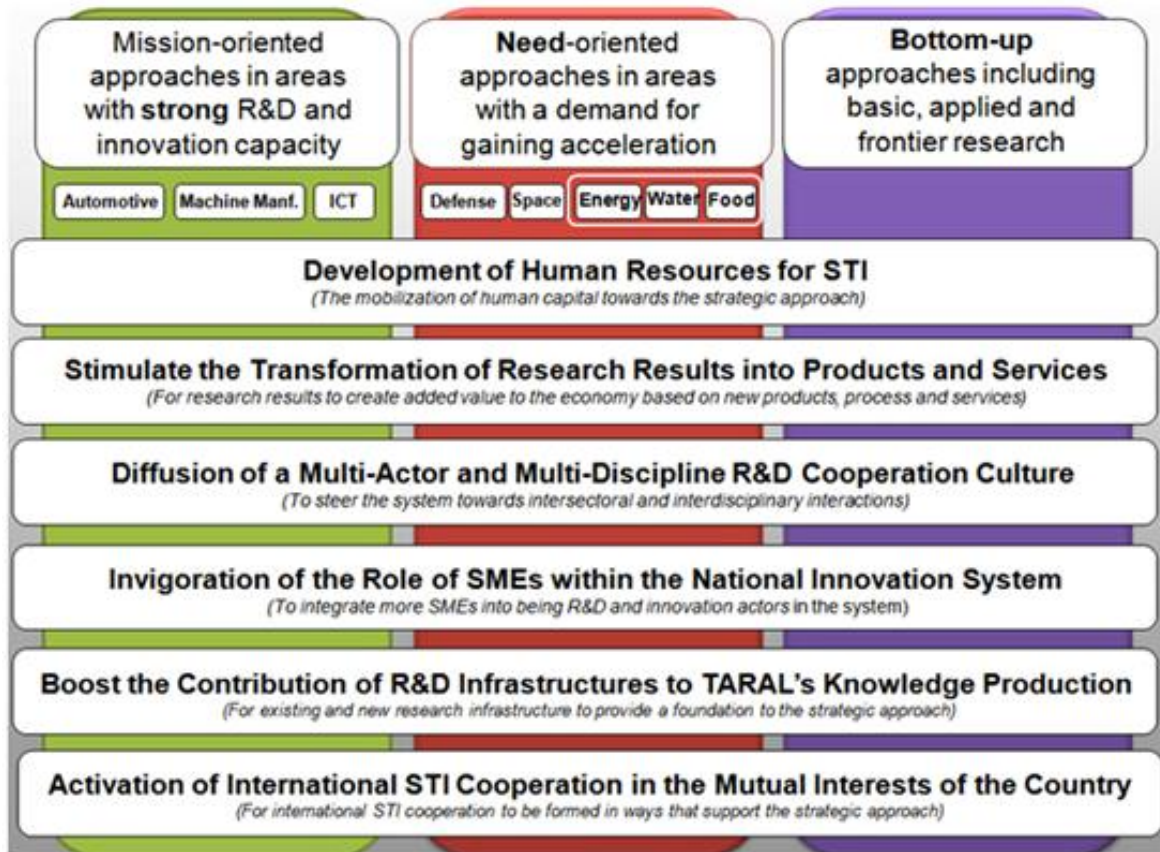 Mission-oriented
approaches in areas
with strong R&D and
innovation capacity
Automotive
Machine Manf.
ICT
Need-oriented
approaches in areas
with a demand for
gaining acceleration
Defense
Space
Energy
Water
Food
Bottom-up
approaches including
basic, applied and
frontier research
Development of Human Resources for STI
(The mobilization of human capital towards the strategic approach)
Stimulate the Transformation of Research Results into Products and Services
(For research results to create added value to the economy based on new products, process and services)
Diffusion of a Multi-Actor and Multi-Discipline R&D Cooperation Culture
(To steer the system towards intersectoral and interdisciplinary interactions)
Invigoration of the Role of SMEs within the National Innovation System
(To integrate more SMEs into being R&D and innovation actors in the system)
Boost the Contribution of R&D Infrastructures to TARAL's Knowledge Production
(For existing and new research infrastructure to provide a foundation to the strategic approach)
Activation of International STI Cooperation in the Mutual Interests of the Country
(For international STI cooperation to be formed in ways that support the strategic approach)